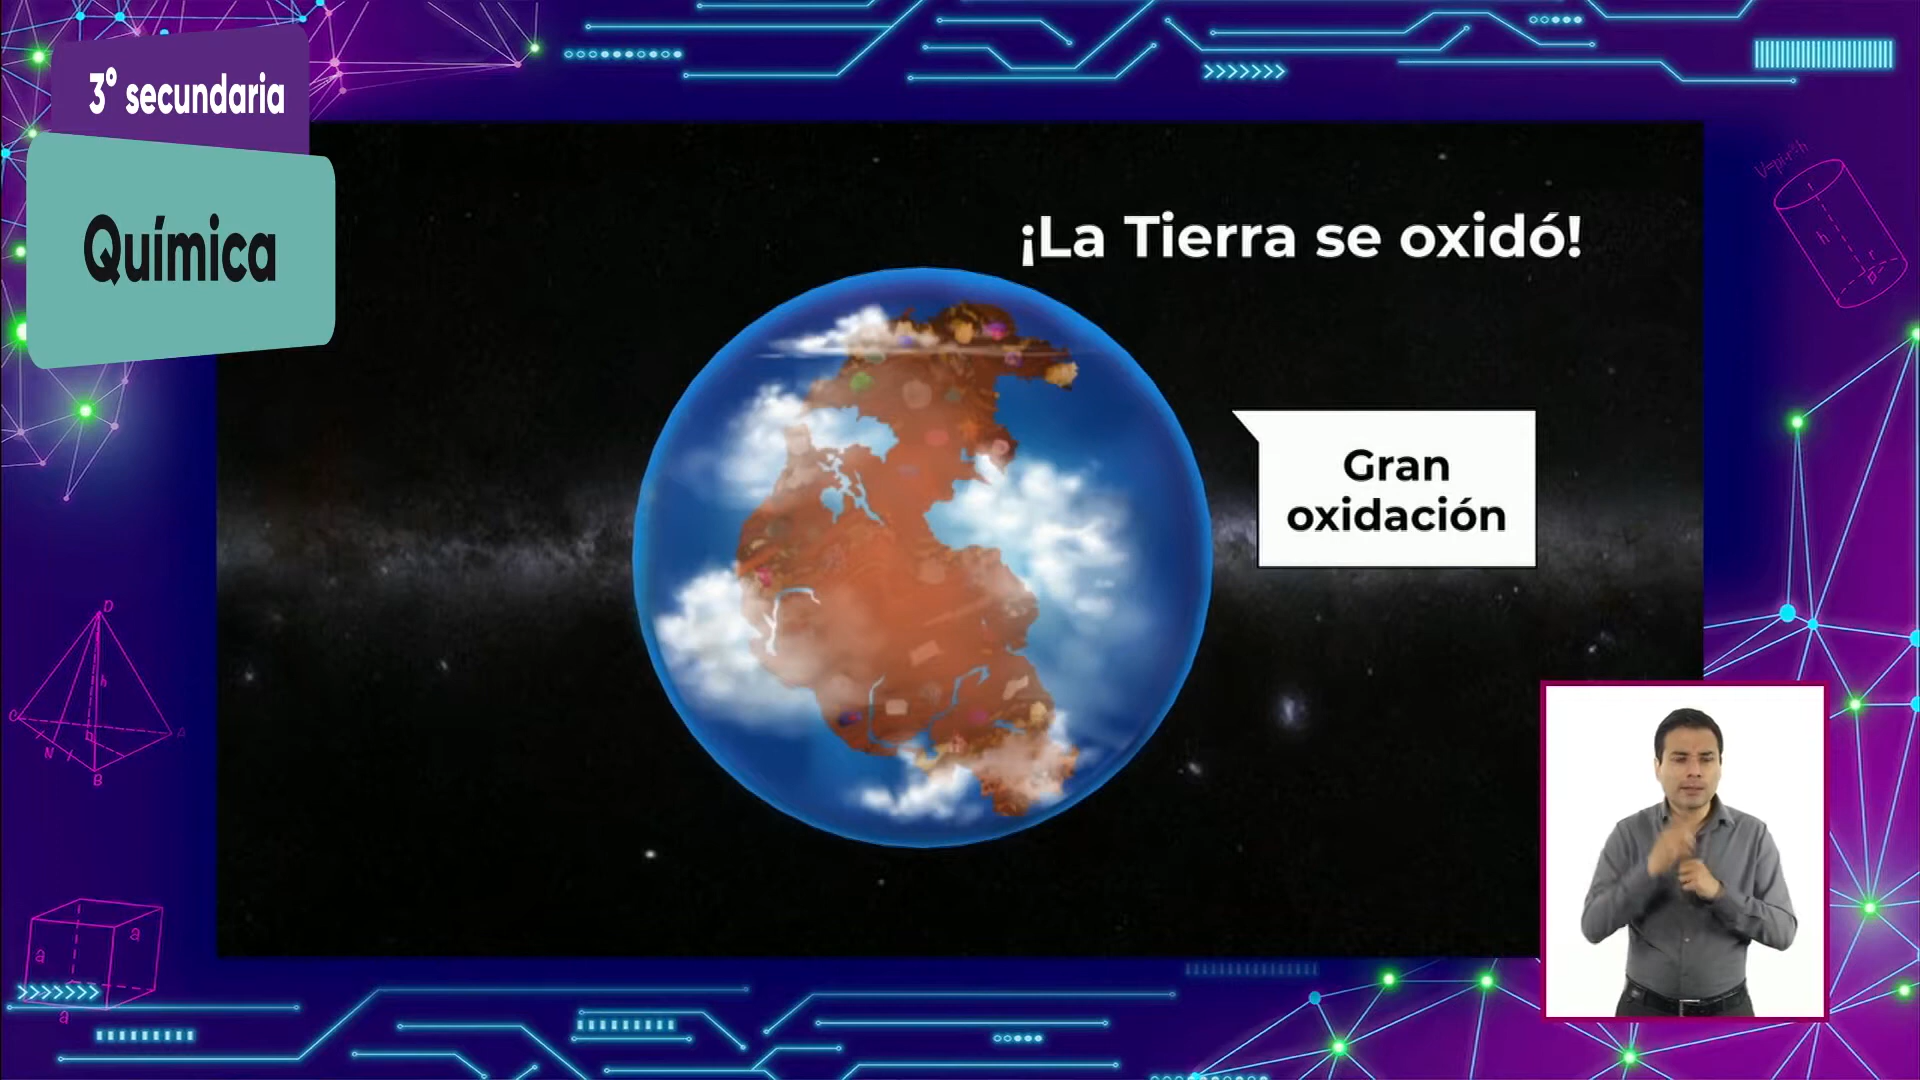 3° secundaria
Química
¡La Tierra se oxidó!
Gran
oxidación
D
h
C
A
N
h
B
a
a
a
r